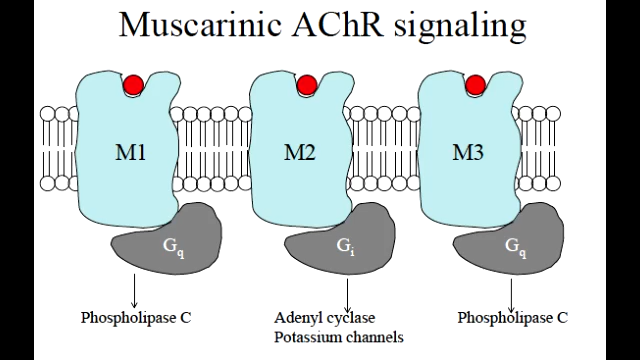 Muscarinic AChR signaling
M1
M2
M3
Gq
Gi
Gq
Phospholipase C
Adenyl cyclase
Potassium channels
Phospholipase C